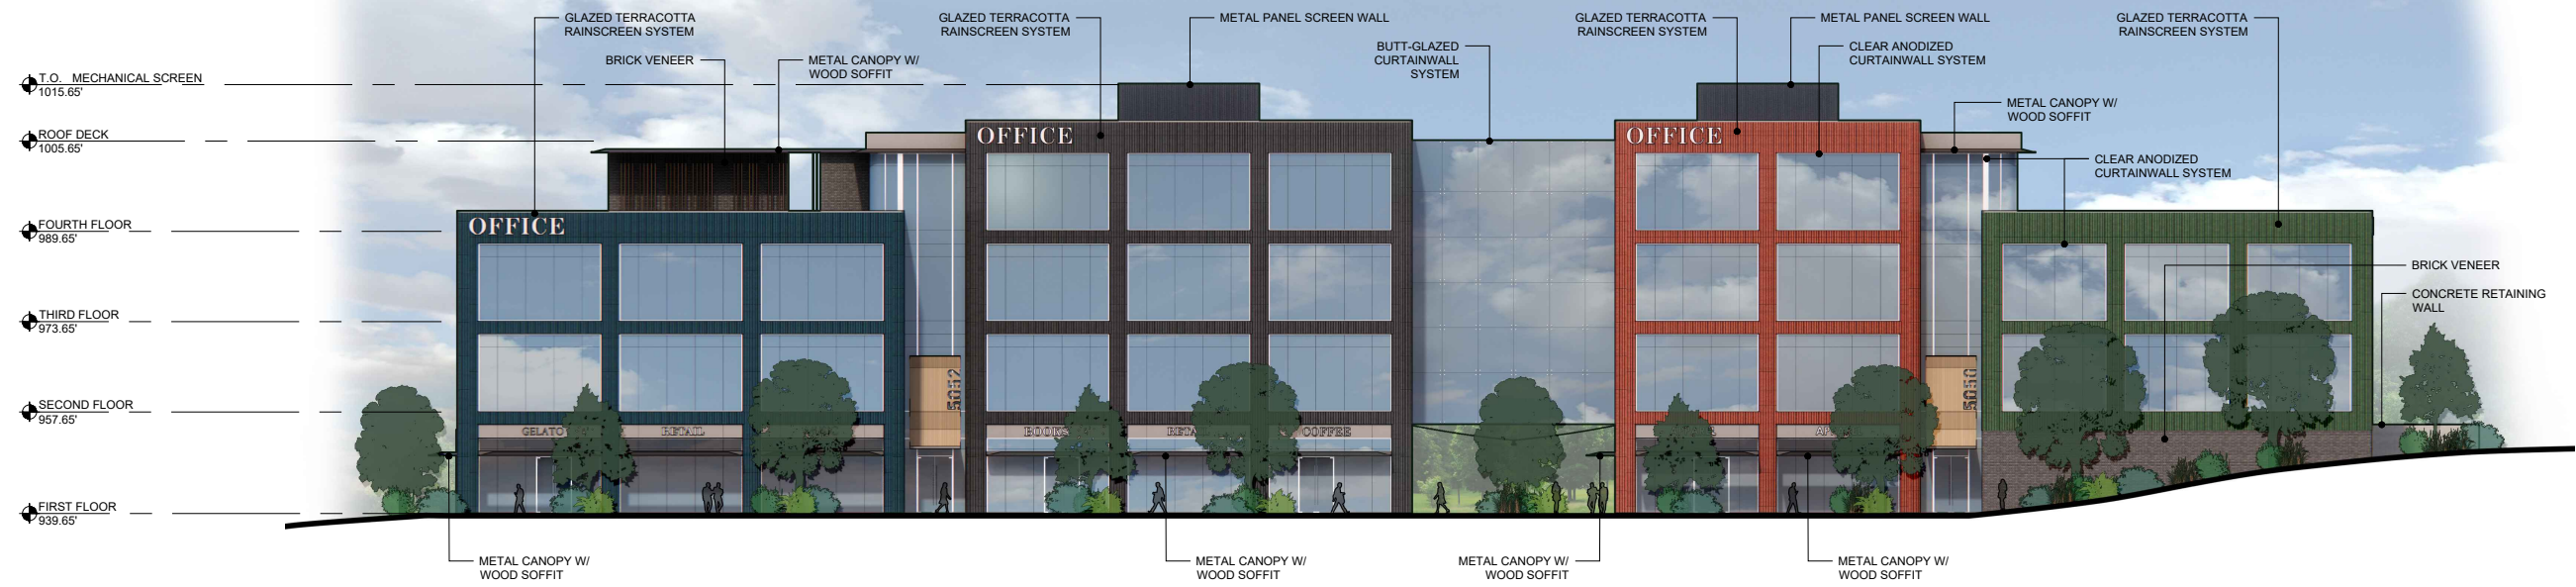 GLAZED TERRACOTTA
RAINSCREEN SYSTEM
GLAZED TERRACOTTA
RAINSCREEN SYSTEM
METAL PANEL SCREEN WALL
GLAZED TERRACOTTA
RAINSCREEN SYSTEM
METAL PANEL SCREEN WALL
GLAZED TERRACOTTA
RAINSCREEN SYSTEM
BRICK VENEER
METAL CANOPY W/
WOOD SOFFIT
BUTT-GLAZED
CURTAINWALL
SYSTEM
CLEAR ANODIZED
CURTAINWALL SYSTEM
T.O. MECHANICAL SCREEN
1015.65'
METAL CANOPY W/
WOOD SOFFIT
ROOF DECK
1005.65'
OFFICE
OFFICE
CLEAR ANODIZED
CURTAINWALL SYSTEM
FOURTH FLOOR
989.65'
OFFICE
BRICK VENEER
CONCRETE RETAINING
WALL
THIRD FLOOR
973.65'
5052
5050
SECOND FLOOR
957.65'
GELATO
RETAIL
COFFEE
FIRST FLOOR
939.65'
METAL CANOPY W/
WOOD SOFFIT
METAL CANOPY W/
WOOD SOFFIT
METAL CANOPY W/
WOOD SOFFIT
METAL CANOPY W/
WOOD SOFFIT